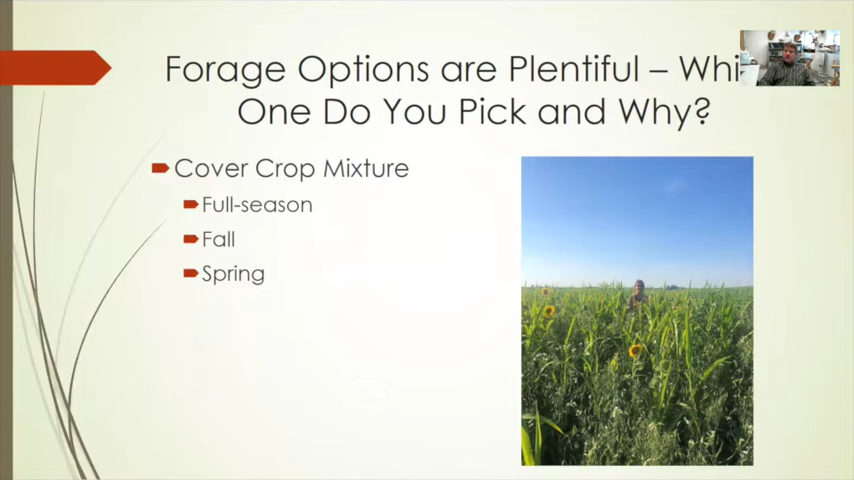 Forage Options are Plentiful – Whi
One Do You Pick and Why?
Cover Crop Mixture
Full-season
Fall
Spring